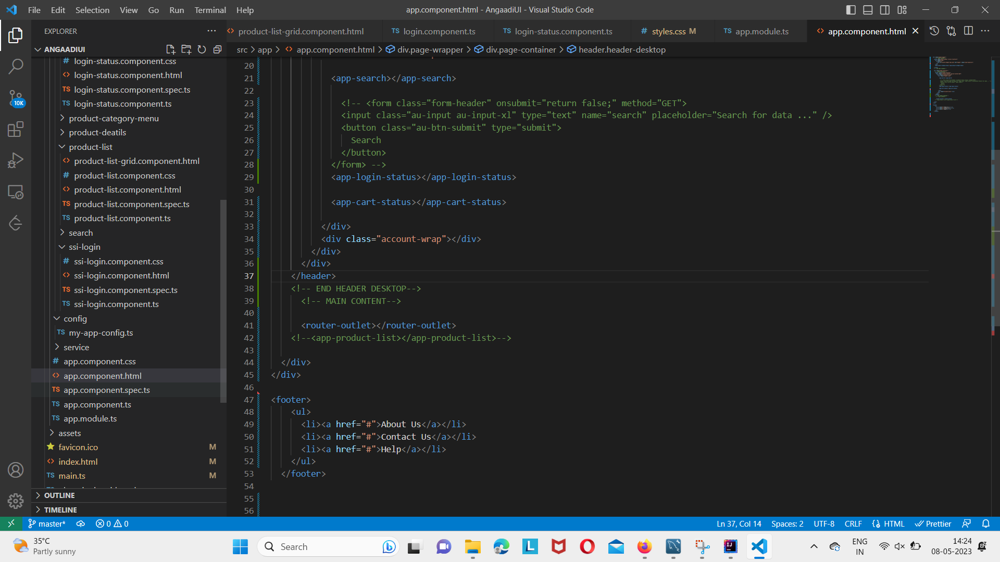 File Edit Selection View Go Run Terminal Help
app.component.html - AngaadiUI - Visual Studio Code
EXPLORER
ANGAADIUI
login-status.component.css
login-status.component.html
login-status.component.spec.ts
login-status.component.ts
product-category-menu
product-deatils
product-list
product-list-grid.component.html
product-list.component.css
product-list.component.html
product-list.component.spec.ts
product-list.component.ts
search
ssi-login
ssi-login.component.css
ssi-login.component.html
ssi-login.component.spec.ts
ssi-login.component.ts
config
my-app-config.ts
service
app.component.css
app.component.html
app.component.spec.ts
app.component.ts
app.module.ts
assets
favicon.ico M
index.html M
main.ts M
OUTLINE
TIMELINE
10K
product-list-grid.component.html
TS login.component.ts
TS login-status.component.ts
# styles.css M
TS app.module.ts
app.component.html
src > app > app.component.html > div.page-wrapper > div.page-container > header.header-desktop
20
21 <app-search></app-search>
22
23 <!-- <form class="form-header" onsubmit="return false;" method="GET">
24 <input class="au-input au-input-xl" type="text" name="search" placeholder="Search for data ..." />
25 <button class="au-btn-submit" type="submit">
26 Search
27 </button>
28 </form> -->
29 <app-login-status></app-login-status>
30
31 <app-cart-status></app-cart-status>
32
33 </div>
34 <div class="account-wrap"></div>
35 </div>
36 </div>
37 </header>
38 <!-- END HEADER DESKTOP-->
39 <!-- MAIN CONTENT-->
40
41 <router-outlet></router-outlet>
42 <!--<app-product-list></app-product-list>-->
43
44 </div>
45 </div>
46
47 <footer>
48 <ul>
49 <li><a href="#">About Us</a></li>
50 <li><a href="#">Contact Us</a></li>
51 <li><a href="#">Help</a></li>
52 </ul>
53 </footer>
54
55
56
master* 0 0
Ln 37, Col 14 Spaces: 2 UTF-8 CRLF HTML Prettier
35°C
Partly sunny
Search
ENG
IN
14:24
08-05-2023